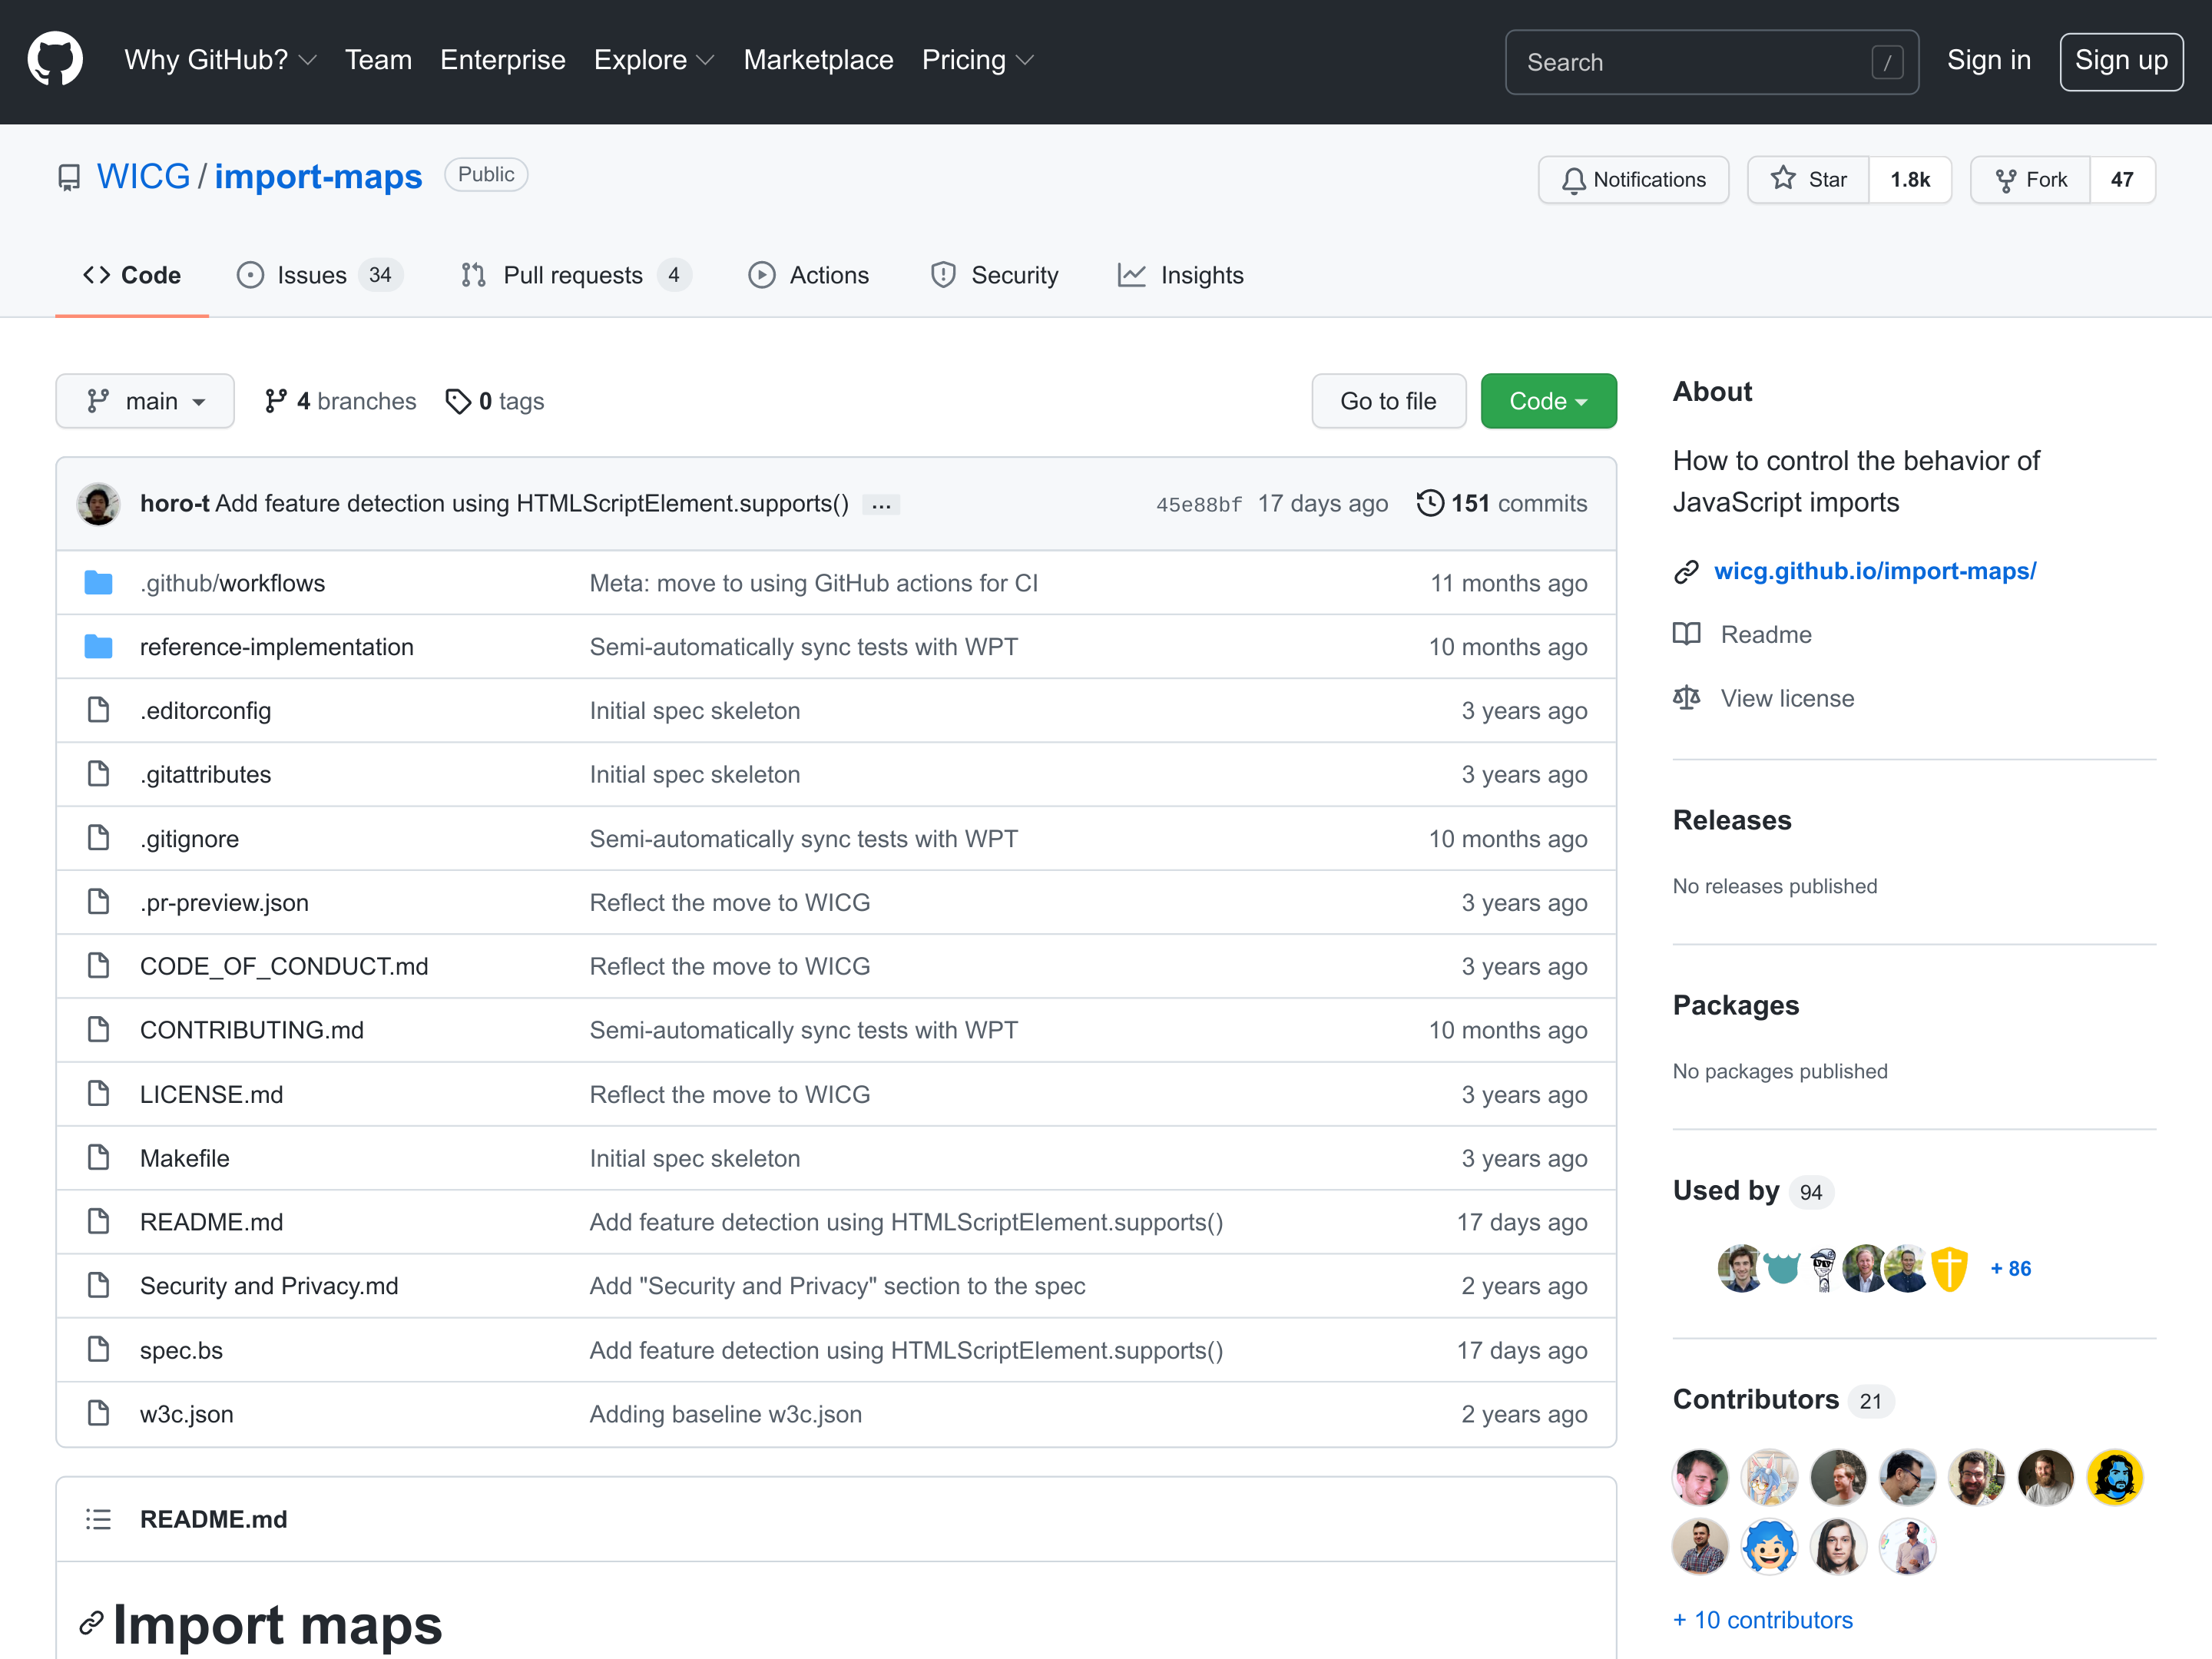 Why GitHub? Team Enterprise Explore Marketplace Pricing Search / Sign in Sign up
WICG / import-maps Public Notifications Star 1.8k Fork 47
Code Issues 34 Pull requests 4 Actions Security Insights
main 4 branches 0 tags Go to file Code
horo-t Add feature detection using HTMLScriptElement.supports() ... 45e88bf 17 days ago 151 commits
.github/workflows Meta: move to using GitHub actions for CI 11 months ago
reference-implementation Semi-automatically sync tests with WPT 10 months ago
.editorconfig Initial spec skeleton 3 years ago
.gitattributes Initial spec skeleton 3 years ago
.gitignore Semi-automatically sync tests with WPT 10 months ago
.pr-preview.json Reflect the move to WICG 3 years ago
CODE_OF_CONDUCT.md Reflect the move to WICG 3 years ago
CONTRIBUTING.md Semi-automatically sync tests with WPT 10 months ago
LICENSE.md Reflect the move to WICG 3 years ago
Makefile Initial spec skeleton 3 years ago
README.md Add feature detection using HTMLScriptElement.supports() 17 days ago
Security and Privacy.md Add "Security and Privacy" section to the spec 2 years ago
spec.bs Add feature detection using HTMLScriptElement.supports() 17 days ago
w3c.json Adding baseline w3c.json 2 years ago
README.md
Import maps
About
How to control the behavior of
JavaScript imports
wicg.github.io/import-maps/
Readme
View license
Releases
No releases published
Packages
No packages published
Used by 94
+ 86
Contributors 21
+ 10 contributors